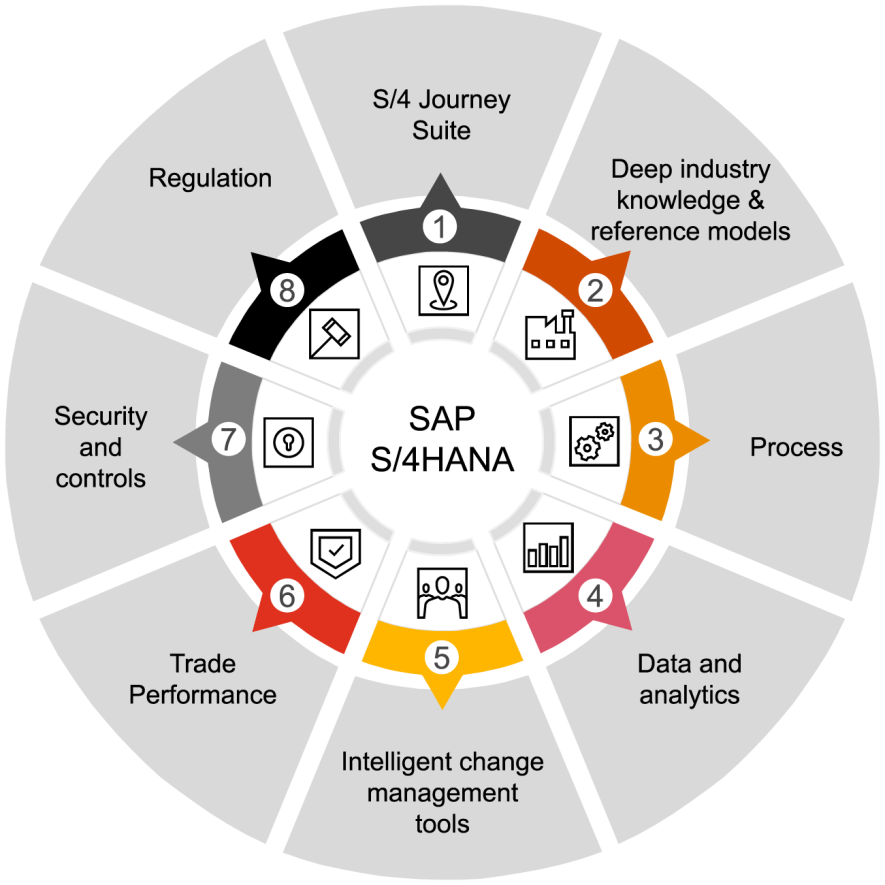 S/4 Journey
Suite
1
Deep industry
knowledge &
reference models
2
Process
3
Data and
analytics
4
Intelligent change
management
tools
5
Trade
Performance
6
Security
and
controls
7
Regulation
8
SAP
S/4HANA